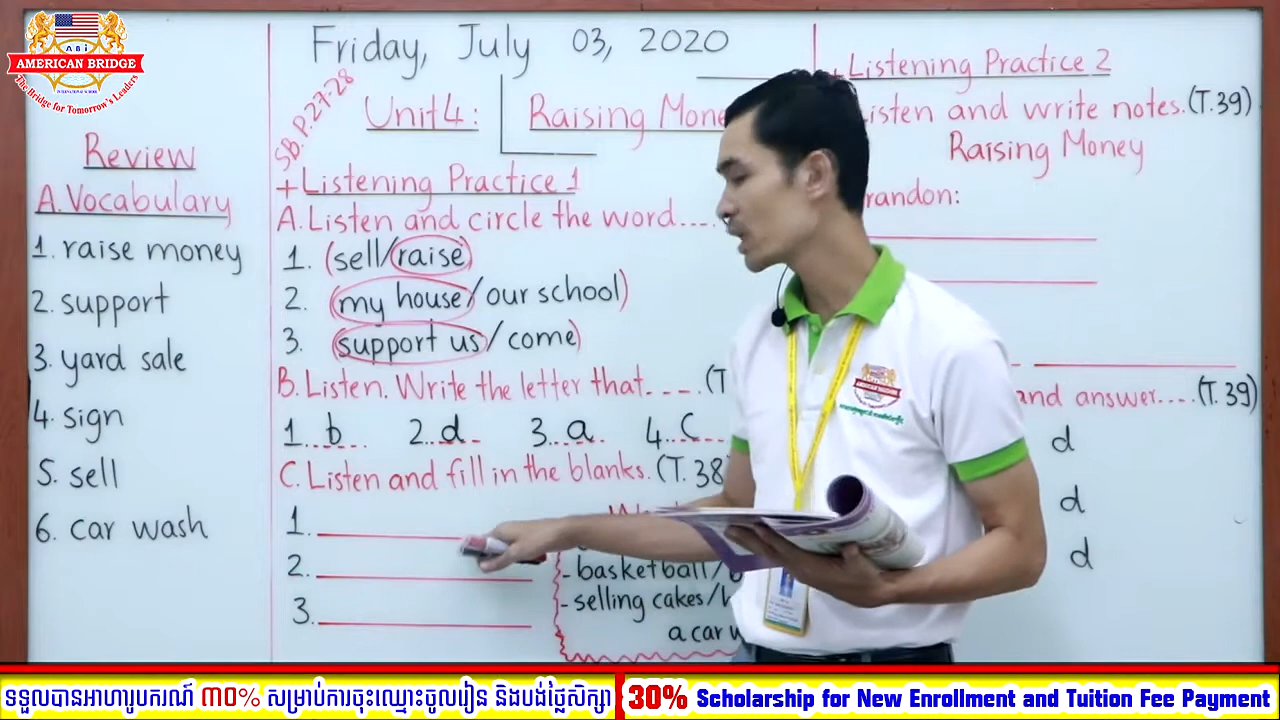 ABi
AMERICAN BRIDGE
The Bridge for Tomorrow's Leaders
INTERNATIONAL SCHOOL
Friday, July 03, 2020
SB.P.27-28
Unit 4: Raising Mone
Review
A. Vocabulary
1. raise money
2. support
3. yard sale
4. sign
5. sell
6. car wash
+ Listening Practice 1
A. Listen and circle the word....
1. (sell/raise)
2. (my house/our school)
3. (support us/come)
B. Listen. Write the letter that.... (T
1. b 2. d 3. a 4. c
C. Listen and fill in the blanks. (T. 38
1.
2.
3.
- basketball/
- selling cakes/
a car w
+ Listening Practice 2
isten and write notes. (T.39)
Raising Money
randon:
and answer.... (T.39)
d
d
d
AMERICAN BRIDGE
ទទួលបានអាហារូបករណ៍ ៣០% សម្រាប់ការចុះឈ្មោះចូលរៀន និងបង់ថ្លៃសិក្សា
30% Scholarship for New Enrollment and Tuition Fee Payment